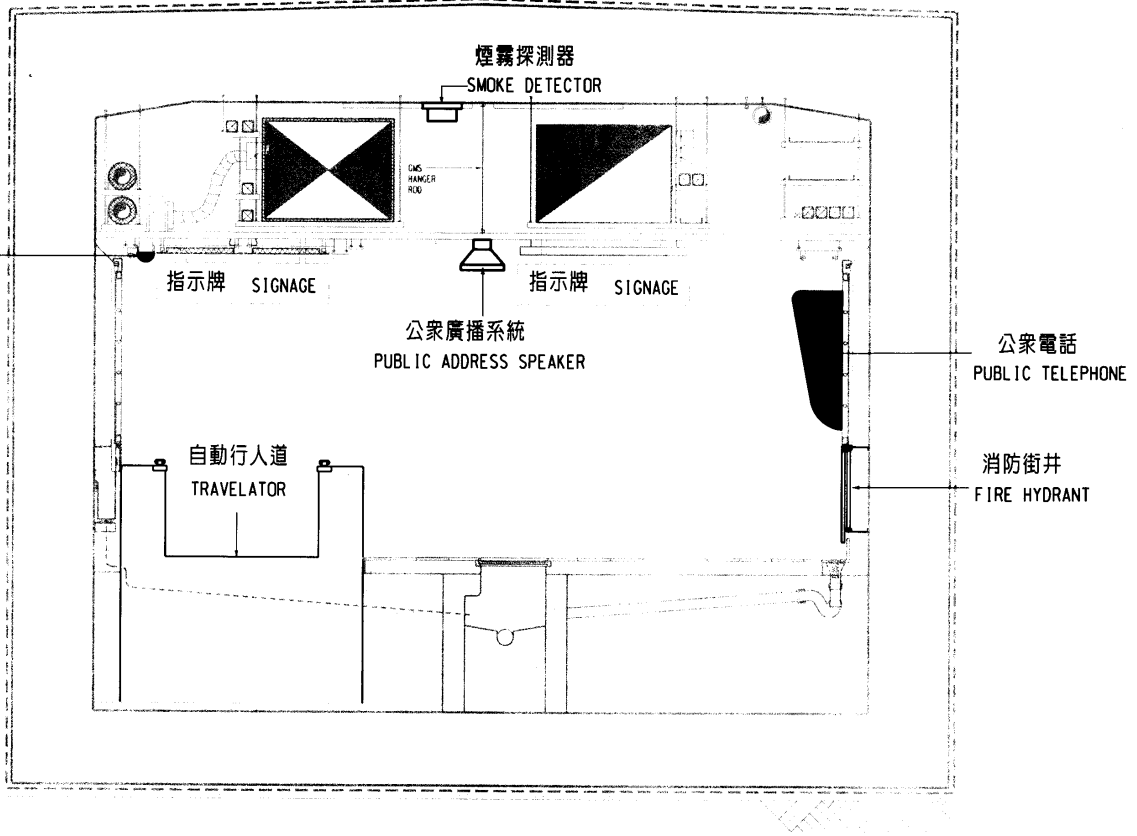 煙霧探測器
SMOKE DETECTOR
GMS
HANGER
ROD
指示牌 SIGNAGE
指示牌 SIGNAGE
公眾廣播系統
PUBLIC ADDRESS SPEAKER
公眾電話
PUBLIC TELEPHONE
自動行人道
TRAVELATOR
消防街井
FIRE HYDRANT